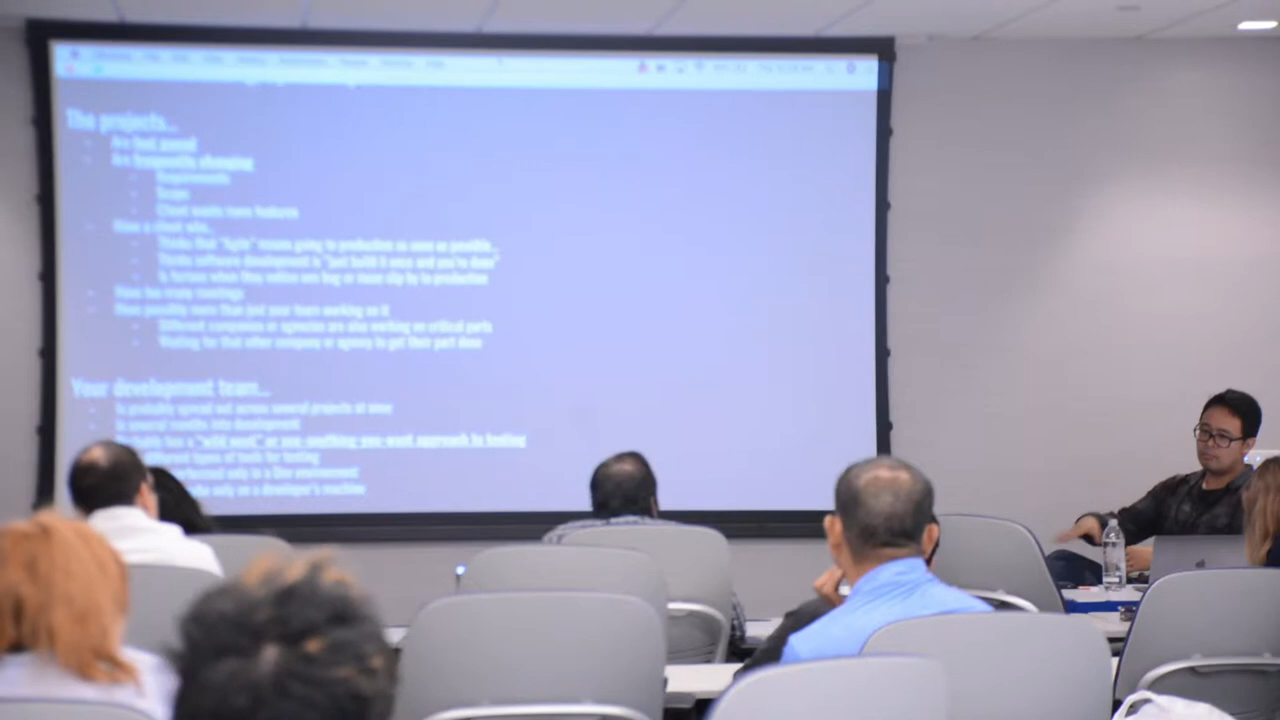 The projects...
- Are fast paced
- Are frequently changing
- Requirements
- Scope
- Client wants more features
- Have a client who...
- Thinks that "Agile" means going to production as soon as possible...
- Thinks software development is "just build it once and you're done"
- Is furious when they notice one bug or issue slip by to production
- Have too many meetings
- Have possibly more than just your team working on it
- Different companies or agencies are also working on critical parts
- Waiting for that other company or agency to get their part done
Your development team...
- Is probably spread out across several projects at once
- Is several months into development
has a "wild west" or use-anything-you-want approach to testing
different types of tools for testing
performed only in a Dev environment
only on a developer's machine